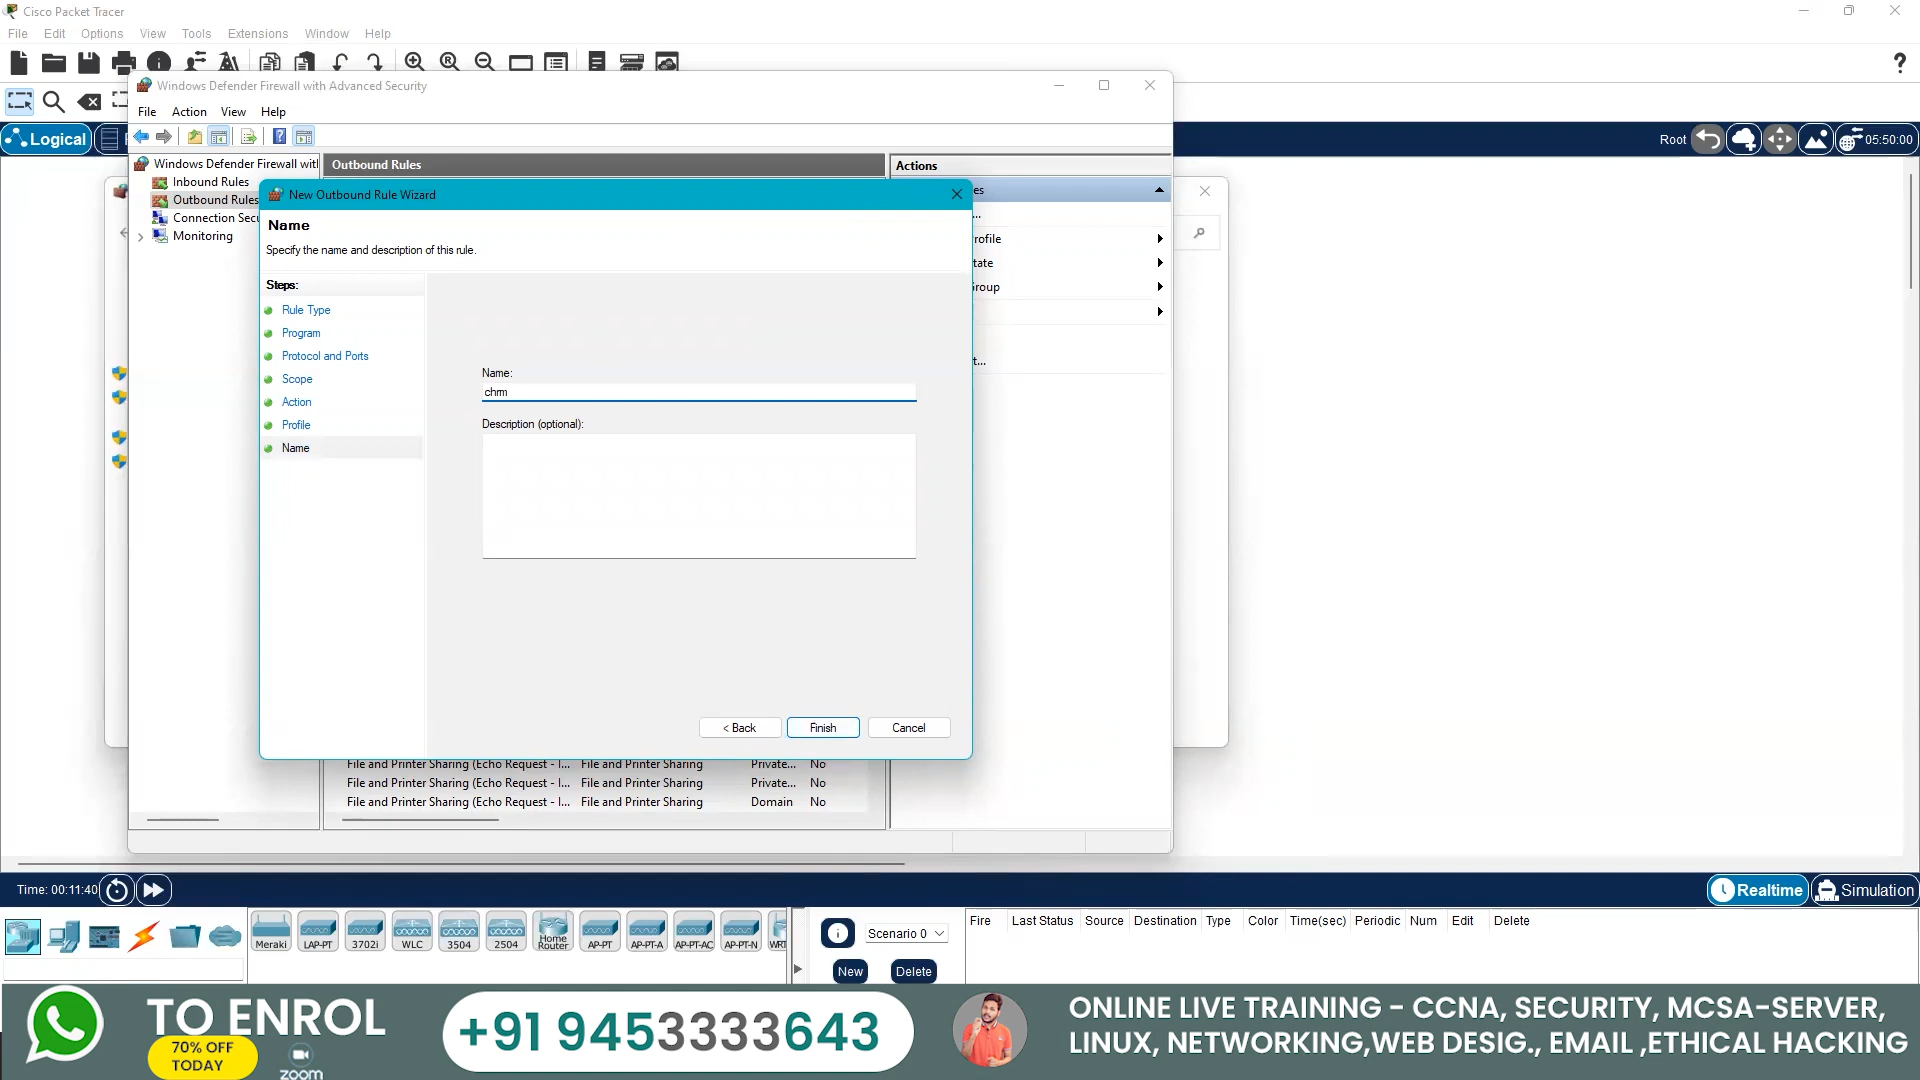 Cisco Packet Tracer
File Edit Options View Tools Extensions Window Help
Windows Defender Firewall with Advanced Security
File Action View Help
Logical
Root
05:50:00
Windows Defender Firewall with
Inbound Rules
Outbound Rules
Connection Secu
Monitoring
Outbound Rules
Actions
es
...
rofile
tate
Group
t...
New Outbound Rule Wizard
Name
Specify the name and description of this rule.
Steps:
Rule Type
Program
Protocol and Ports
Scope
Action
Profile
Name
Name:
chrm
Description (optional):
< Back
Finish
Cancel
File and Printer Sharing (Echo Request - I... File and Printer Sharing Private... No
File and Printer Sharing (Echo Request - I... File and Printer Sharing Private... No
File and Printer Sharing (Echo Request - I... File and Printer Sharing Domain No
Time: 00:11:40
Realtime
Simulation
Meraki LAP-PT 3702i WLC 3504 2504 Home Router AP-PT AP-PT-A AP-PT-AC AP-PT-N WRT
Scenario 0
New
Delete
Fire Last Status Source Destination Type Color Time(sec) Periodic Num Edit Delete
TO ENROL
70% OFF
TODAY
zoom
+91 9453333643
ONLINE LIVE TRAINING - CCNA, SECURITY, MCSA-SERVER,
LINUX, NETWORKING,WEB DESIG., EMAIL ,ETHICAL HACKING